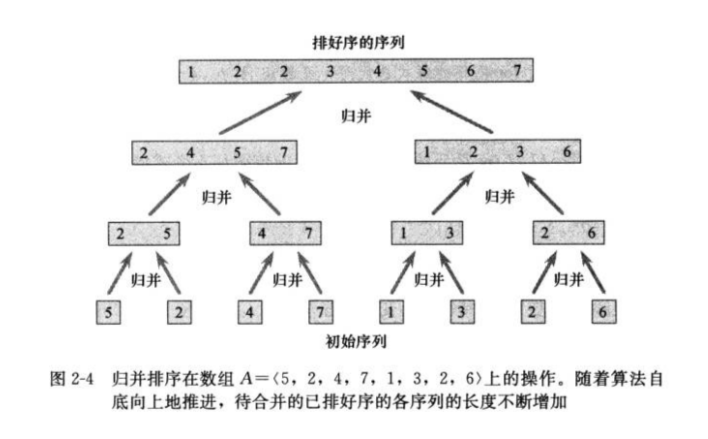 排好序的序列
1 2 2 3 4 5 6 7
归并
2 4 5 7 1 2 3 6
归并 归并
2 5 4 7 1 3 2 6
归并 归并 归并 归并
5 2 4 7 1 3 2 6
初始序列
图 2-4 归并排序在数组 A=〈5，2，4，7，1，3，2，6〉上的操作。随着算法自
底向上地推进，待合并的已排好序的各序列的长度不断增加